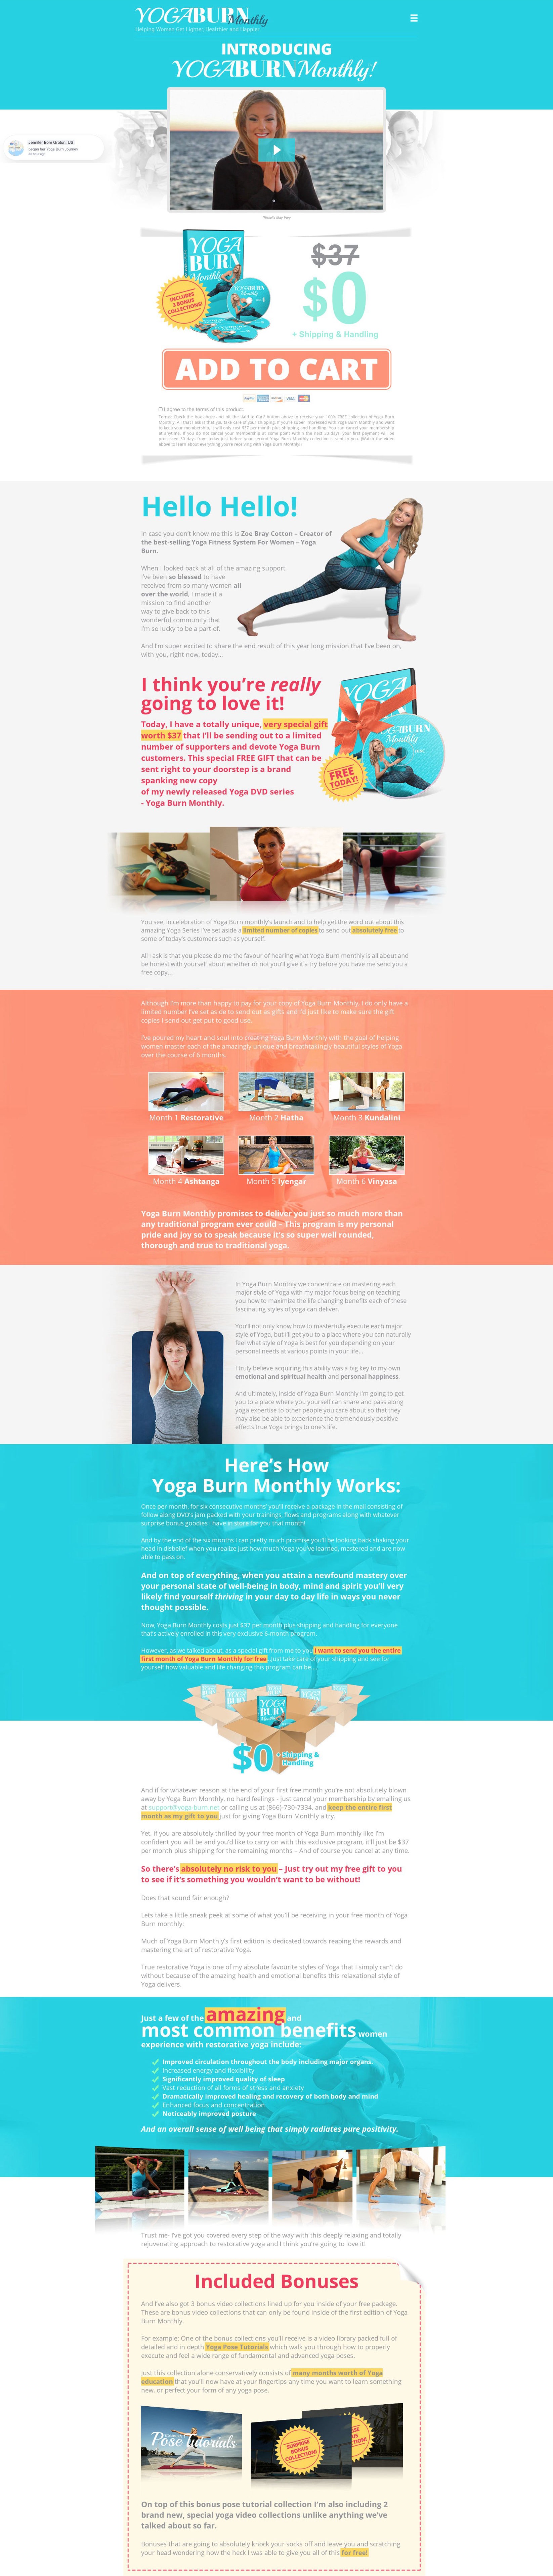 YOGABURN Monthly
Helping Women Get Lighter, Healthier and Happier
INTRODUCING
YOGABURN Monthly!
Jennifer from Groton, US
began her Yoga Burn Journey
*Results May Vary
YOGA
BURN
Monthly
YOGABURN
Monthly
INCLUDES
3 BONUS
COLLECTIONS!
$37
$0
+ Shipping & Handling
ADD TO CART
VISA
I agree to the terms of this product.
Hello Hello!
In case you don't know me this is Zoe Bray Cotton – Creator of
the best-selling Yoga Fitness System For Women – Yoga
Burn.
When I looked back at all of the amazing support
I've been so blessed to have
received from so many women all
over the world, I made it a
mission to find another
way to give back to this
wonderful community that
I'm so lucky to be a part of.
And I'm super excited to share the end result of this year long mission that I've been on,
with you, right now, today...
I think you're really
going to love it!
Today, I have a totally unique, very special gift
worth $37 that I'll be sending out to a limited
number of supporters and devote Yoga Burn
customers. This special FREE GIFT that can be
sent right to your doorstep is a brand
spanking new copy
of my newly released Yoga DVD series
- Yoga Burn Monthly.
YOGA
Monthly
FREE
TODAY!
You see, in celebration of Yoga Burn monthly's launch and to help get the word out about this
amazing Yoga Series I've set aside a limited number of copies to send out absolutely free to
some of today's customers such as yourself.
All I ask is that you please do me the favour of hearing what Yoga Burn monthly is all about and
be honest with yourself about whether or not you'll give it a try before you have me send you a
free copy...
Although I'm more than happy to pay for your copy of Yoga Burn Monthly, I do only have a
limited number I've set aside to send out as gifts and I'd just like to make sure the gift
copies I send out get put to good use.
I've poured my heart and soul into creating Yoga Burn Monthly with the goal of helping
women master each of the amazingly unique and breathtakingly beautiful styles of Yoga
over the course of 6 months.
Month 1 Restorative
Month 2 Hatha
Month 3 Kundalini
Month 4 Ashtanga
Month 5 Iyengar
Month 6 Vinyasa
Yoga Burn Monthly promises to deliver you just so much more than
any traditional program ever could – This program is my personal
pride and joy so to speak because it's so super well rounded,
thorough and true to traditional yoga.
In Yoga Burn Monthly we concentrate on mastering each
major style of Yoga with my major focus being on teaching
you how to maximize the life changing benefits each of these
fascinating styles of yoga can deliver.
You'll not only know how to masterfully execute each major
style of Yoga, but I'll get you to a place where you can naturally
feel what style of Yoga is best for you depending on your
personal needs at various points in your life...
I truly believe acquiring this ability was a big key to my own
emotional and spiritual health and personal happiness.
And ultimately, inside of Yoga Burn Monthly I'm going to get
you to a place where you yourself can share and pass along
yoga expertise to other people you care about so that they
may also be able to experience the tremendously positive
effects true Yoga brings to one's life.
Here's How
Yoga Burn Monthly Works:
Once per-month, for six consecutive months' you'll receive a package in the mail consisting of
follow along DVD's jam packed with your trainings, flows and programs along with whatever
surprise bonus goodies I have in store for you that month!
And by the end of the six months I can pretty much promise you'll be looking back shaking your
head in disbelief when you realize just how much Yoga you've learned, mastered and are now
able to pass on.
And on top of everything, when you attain a newfound mastery over
your personal state of well-being in body, mind and spirit you'll very
likely find yourself thriving in your day to day life in ways you never
thought possible.
Now, Yoga Burn Monthly costs just $37 per month plus shipping and handling for everyone
that's actively enrolled in this very exclusive 6-month program.
However, as we talked about, as a special gift from me to you I want to send you the entire
first month of Yoga Burn Monthly for free. Just take care of your shipping and see for
yourself how valuable and life changing this program can be...
YOGA
BURN
$0 + Shipping &
Handling
And if for whatever reason at the end of your first free month you're not absolutely blown
away by Yoga Burn Monthly, no hard feelings - just cancel your membership by emailing us
at support@yoga-burn.net or calling us at (866)-730-7334, and keep the entire first
month as my gift to you just for giving Yoga Burn Monthly a try.
Yet, if you are absolutely thrilled by your free month of Yoga Burn monthly like I'm
confident you will be and you'd like to carry on with this exclusive program, it'll just be $37
per month plus shipping for the remaining months – And of course you cancel at any time.
So there's absolutely no risk to you – Just try out my free gift to you
to see if it's something you wouldn't want to be without!
Does that sound fair enough?
Lets take a little sneak peek at some of what you'll be receiving in your free month of Yoga
Burn monthly:
Much of Yoga Burn Monthly's first edition is dedicated towards reaping the rewards and
mastering the art of restorative Yoga.
True restorative Yoga is one of my absolute favourite styles of Yoga that I simply can't do
without because of the amazing health and emotional benefits this relaxational style of
Yoga delivers.
Just a few of the amazing and
most common benefits women
experience with restorative yoga include:
Improved circulation throughout the body including major organs.
Increased energy and flexibility
Significantly improved quality of sleep
Vast reduction of all forms of stress and anxiety
Dramatically improved healing and recovery of both body and mind
Enhanced focus and concentration
Noticeably improved posture
And an overall sense of well being that simply radiates pure positivity.
Trust me- I've got you covered every step of the way with this deeply relaxing and totally
rejuvenating approach to restorative yoga and I think you're going to love it!
Included Bonuses
And I've also got 3 bonus video collections lined up for you inside of your free package.
These are bonus video collections that can only be found inside of the first edition of Yoga
Burn Monthly.
For example: One of the bonus collections you'll receive is a video library packed full of
detailed and in depth Yoga Pose Tutorials which walk you through how to properly
execute and feel a wide range of fundamental and advanced yoga poses.
Just this collection alone conservatively consists of many months worth of Yoga
education that you'll now have at your fingertips any time you want to learn something
new, or perfect your form of any yoga pose.
Pose Tutorials
SURPRISE
BONUS
COLLECTION!
On top of this bonus pose tutorial collection I'm also including 2
brand new, special yoga video collections unlike anything we've
talked about so far.
Bonuses that are going to absolutely knock your socks off and leave you and scratching
your head wondering how the heck I was able to give you all of this for free!